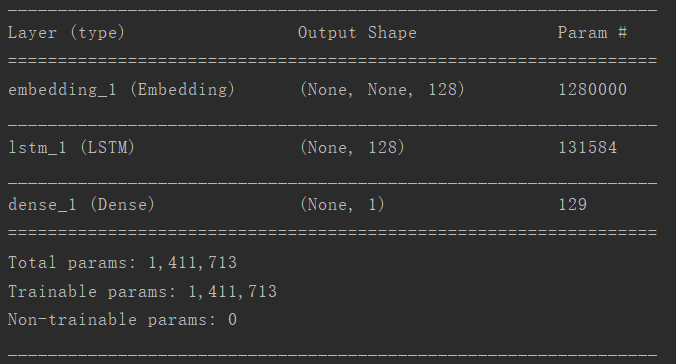 _________________________________________________________________
Layer (type)                 Output Shape              Param #
=================================================================
embedding_1 (Embedding)      (None, None, 128)         1280000
_________________________________________________________________
lstm_1 (LSTM)                (None, 128)               131584
_________________________________________________________________
dense_1 (Dense)              (None, 1)                 129
=================================================================
Total params: 1,411,713
Trainable params: 1,411,713
Non-trainable params: 0
_________________________________________________________________